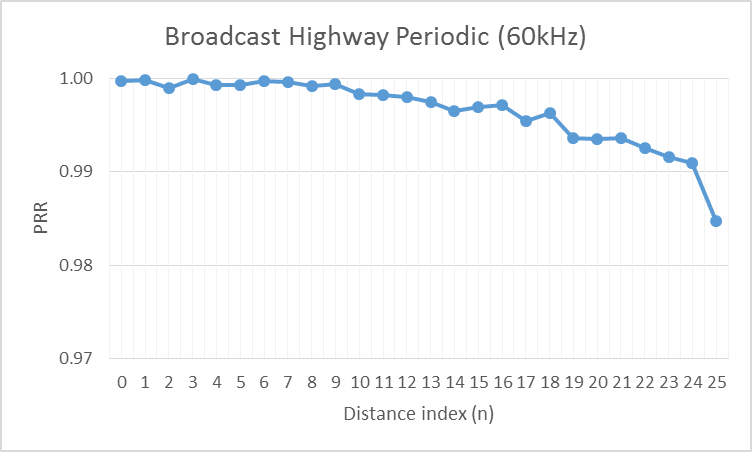 Broadcast Highway Periodic (60kHz)
1.00
0.99
0.98
0.97
PRR
0 1 2 3 4 5 6 7 8 9 10 11 12 13 14 15 16 17 18 19 20 21 22 23 24 25
Distance index (n)